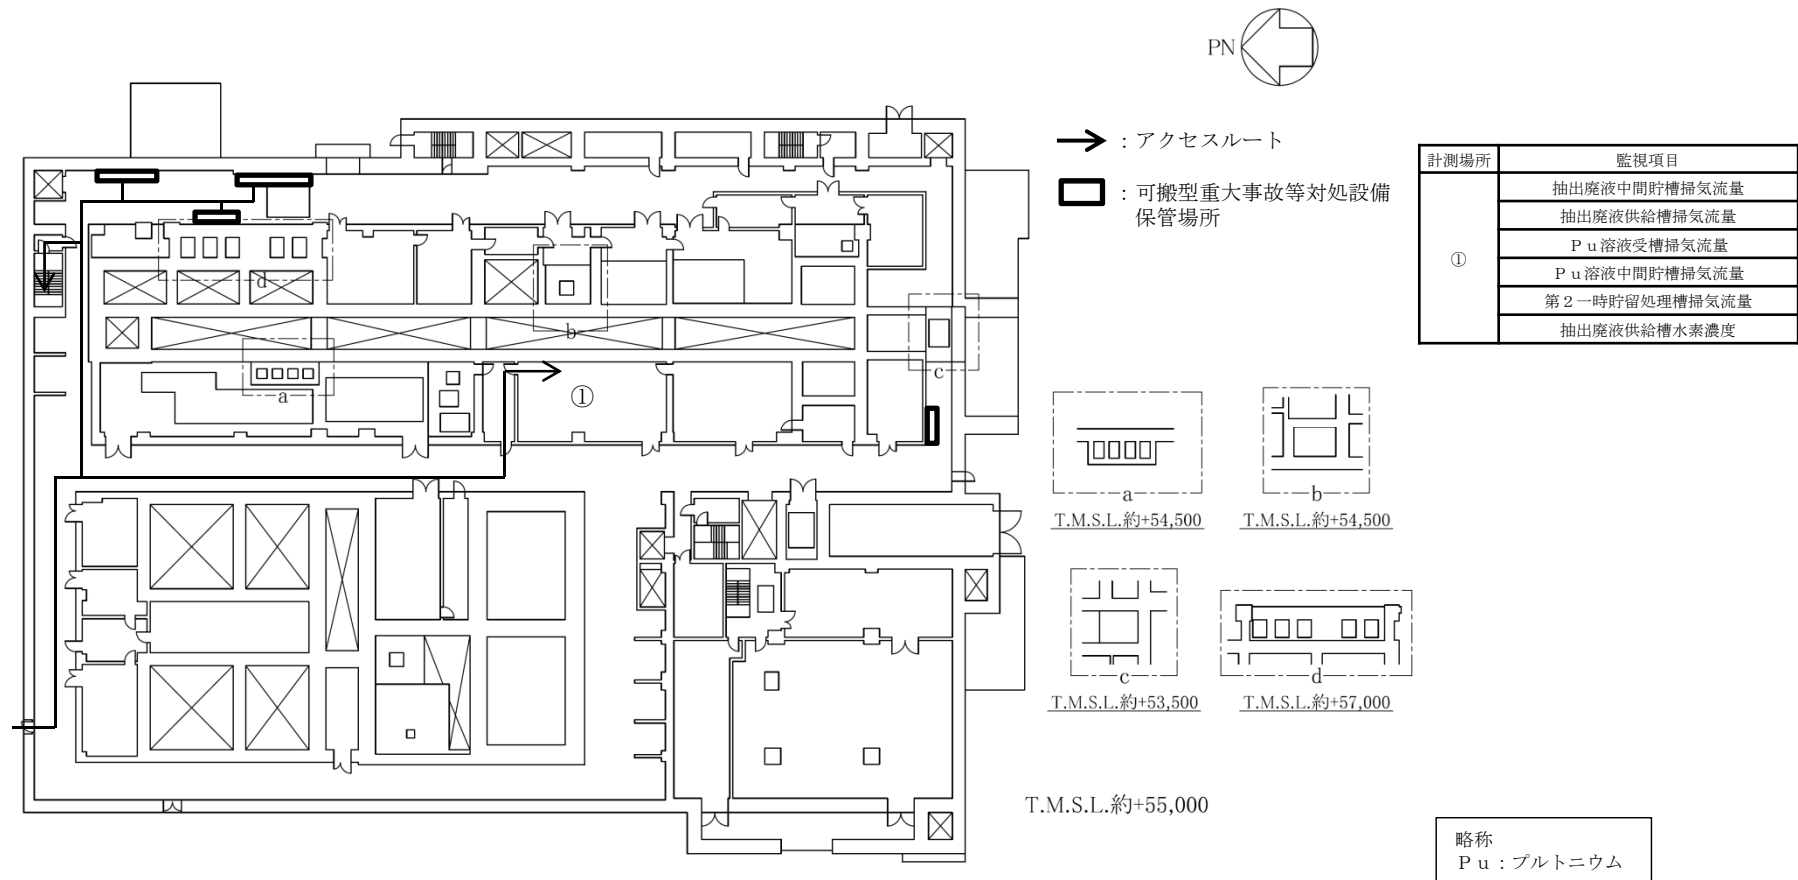 PN
：アクセスルート
：可搬型重大事故等対処設備
保管場所
計測場所 監視項目
① 抽出廃液中間貯槽掃気流量
抽出廃液供給槽掃気流量
Ｐｕ溶液受槽掃気流量
Ｐｕ溶液中間貯槽掃気流量
第２一時貯留処理槽掃気流量
抽出廃液供給槽水素濃度
d
b
c
a
①
a
T.M.S.L.約+54,500
b
T.M.S.L.約+54,500
c
T.M.S.L.約+53,500
d
T.M.S.L.約+57,000
T.M.S.L.約+55,000
略称
Ｐｕ：プルトニウム